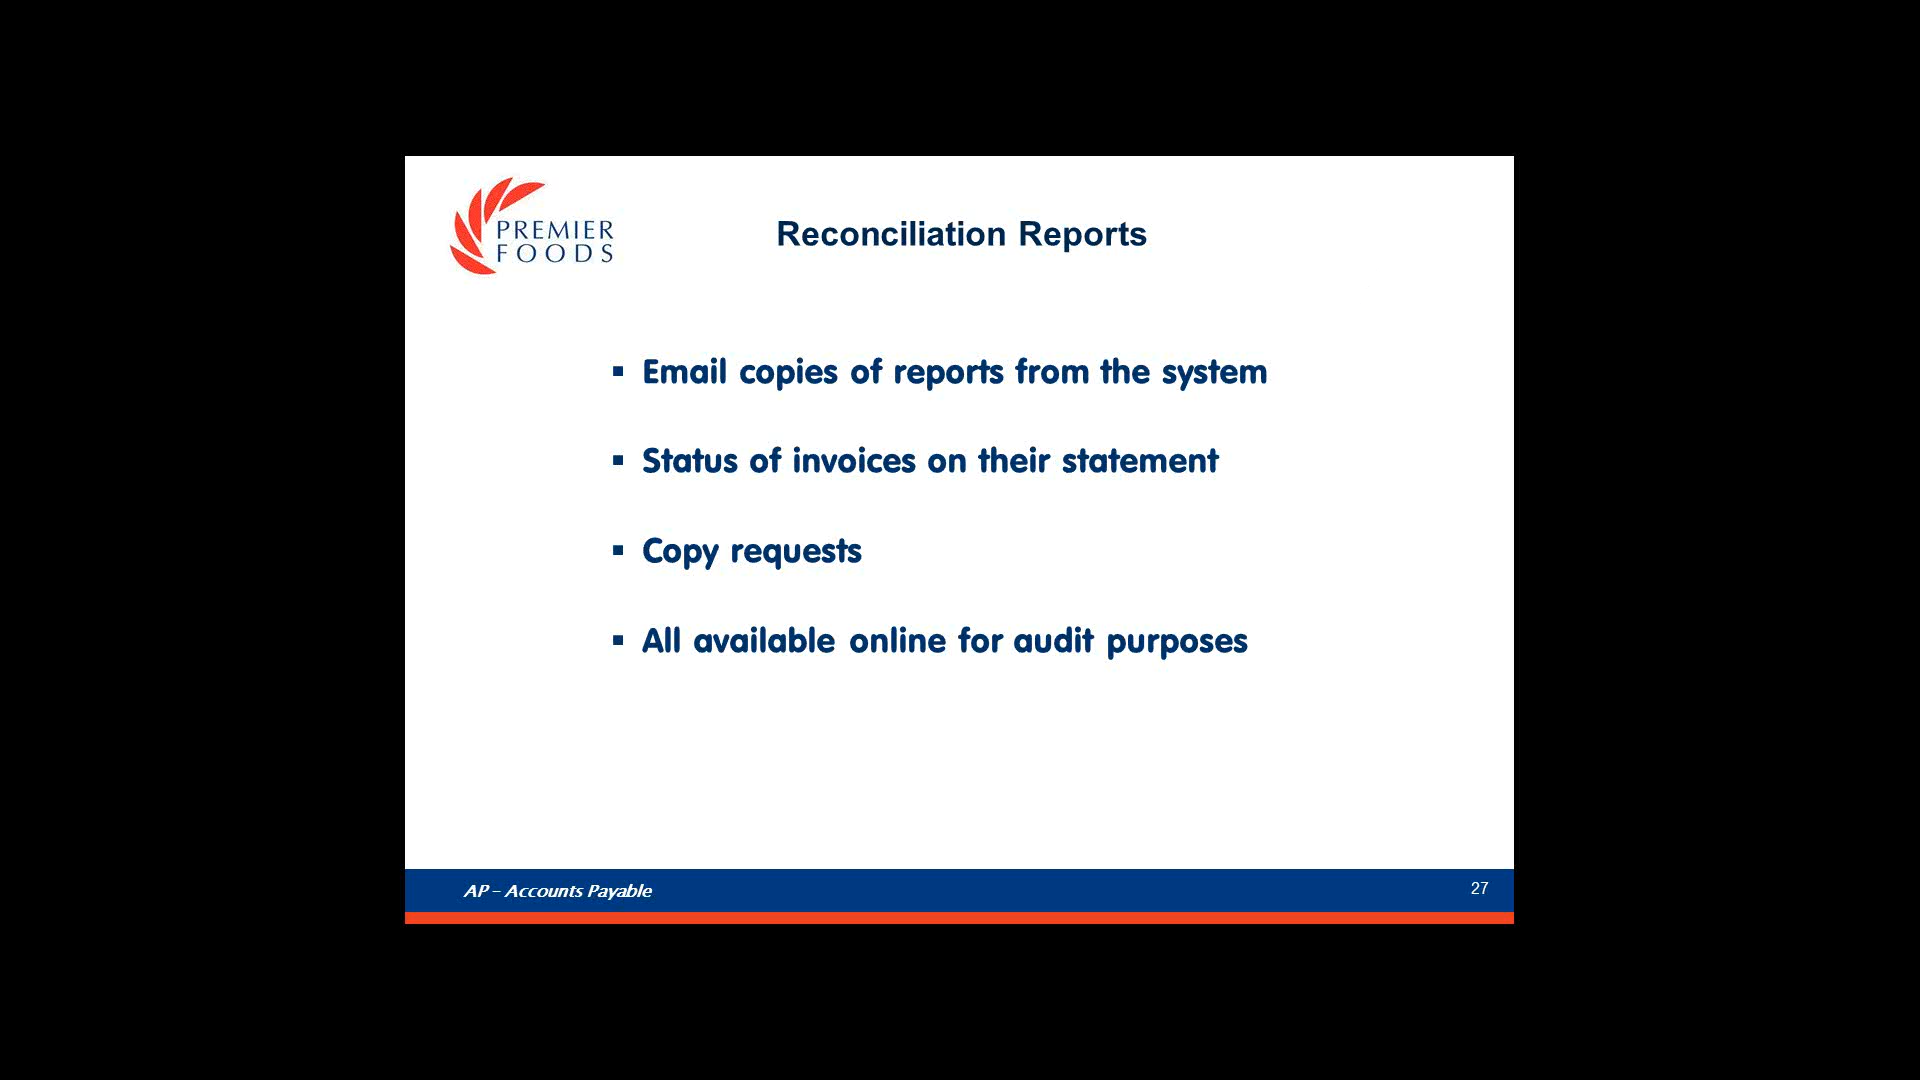 PREMIER
FOODS
Reconciliation Reports
▪ Email copies of reports from the system
▪ Status of invoices on their statement
▪ Copy requests
▪ All available online for audit purposes
AP – Accounts Payable
27